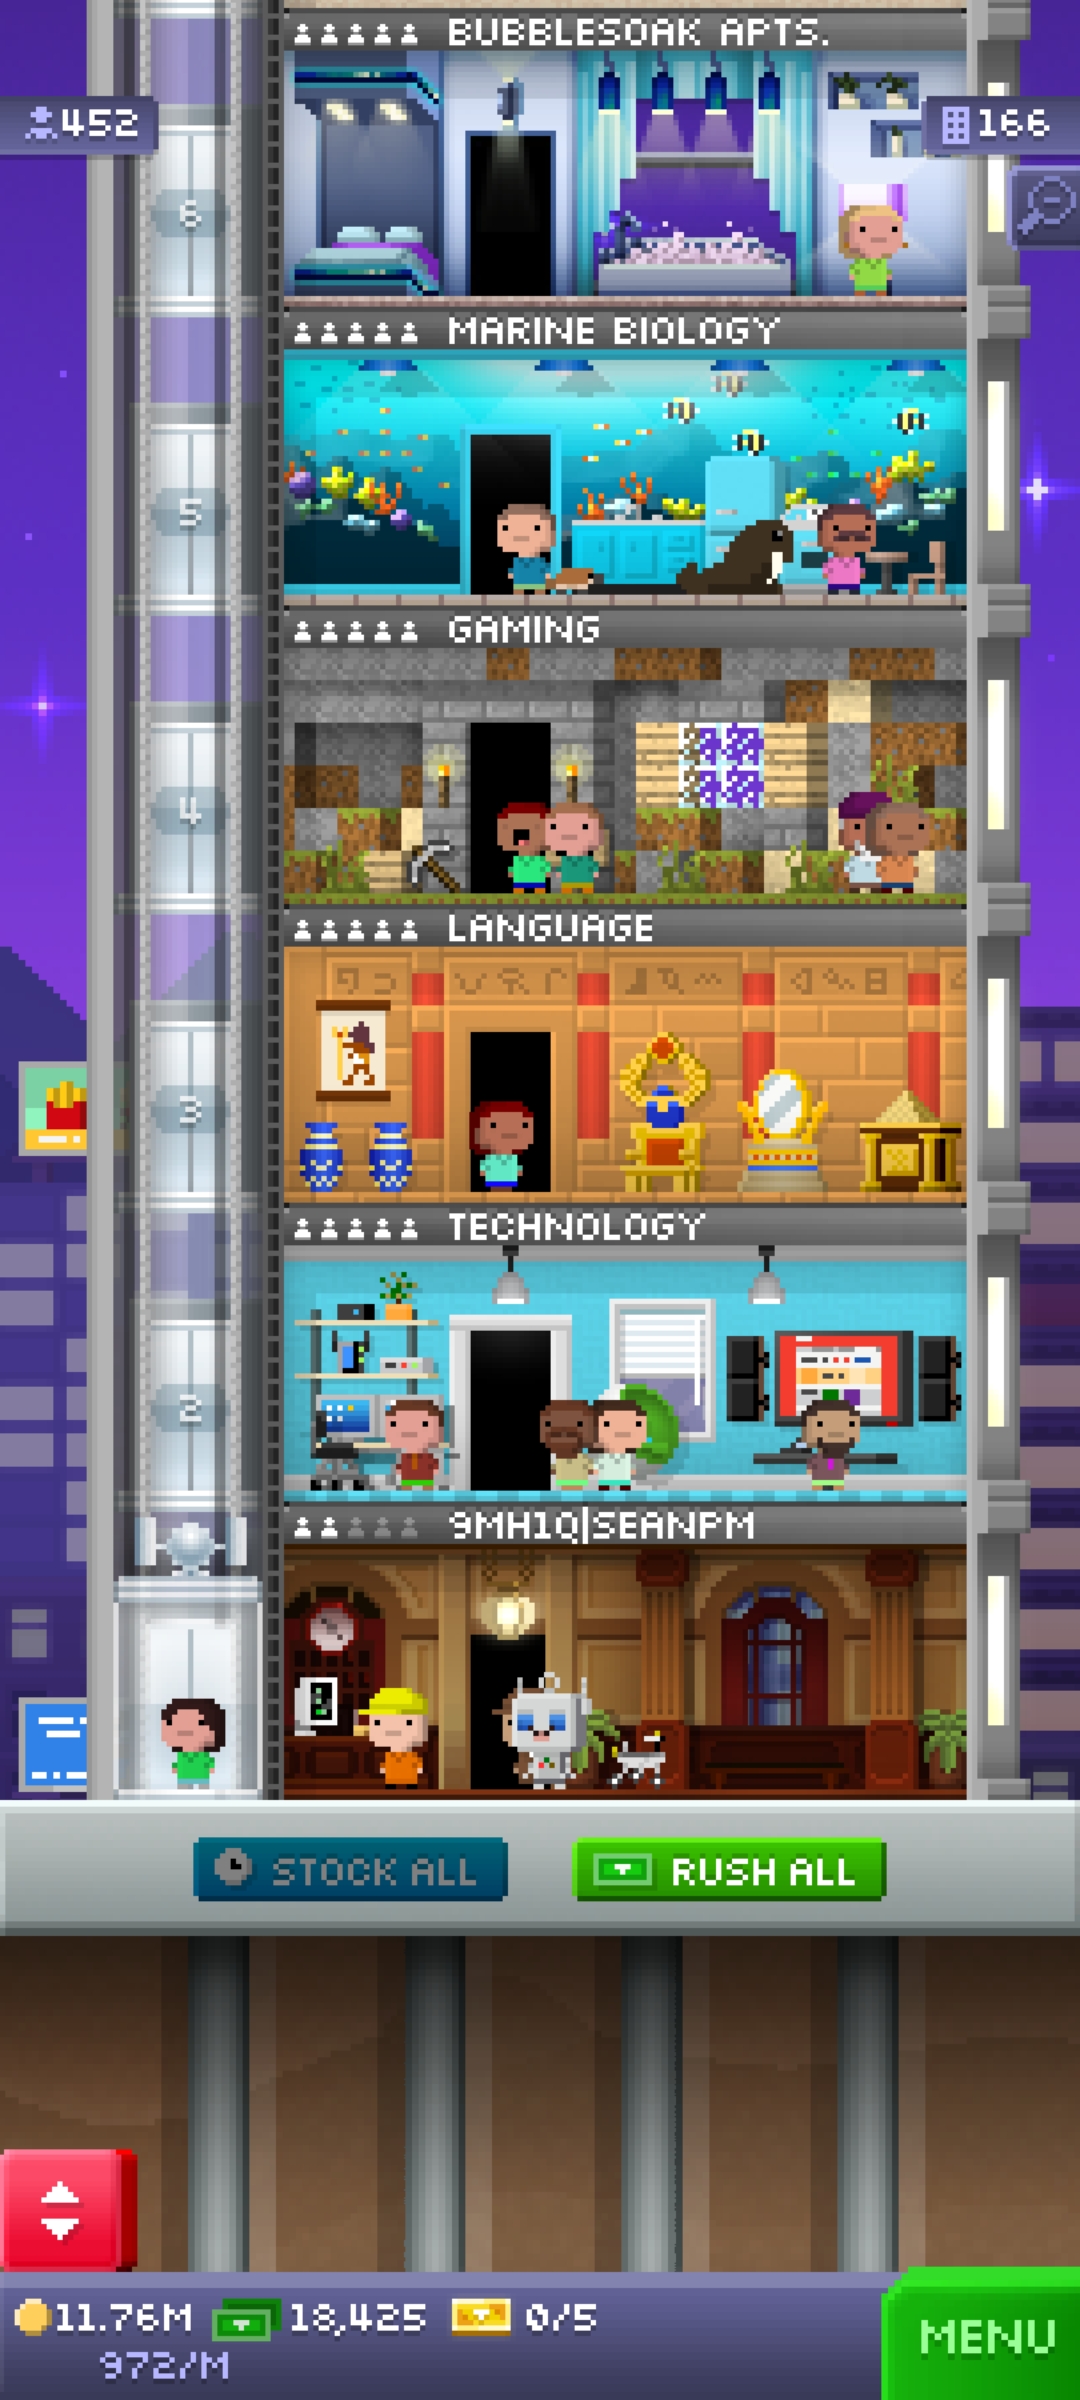 BUBBLESOAK APTS.
452
166
6
MARINE BIOLOGY
5
GAMING
4
LANGUAGE
3
TECHNOLOGY
2
9MH1Q|SEANPM
STOCK ALL
RUSH ALL
11.76M
18,425
0/5
972/M
MENU